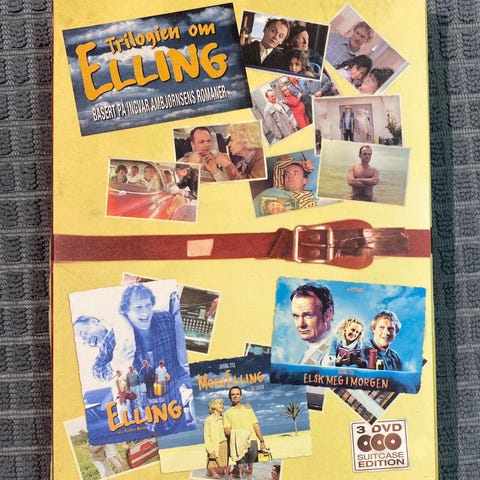 Trilogien om
ELLING
BASERT PÅ INGVAR AMBJØRNSENS ROMANER
ELLING
MORS ELLING
ELSK MEG I MORGEN
3 DVD
SUITCASE
EDITION